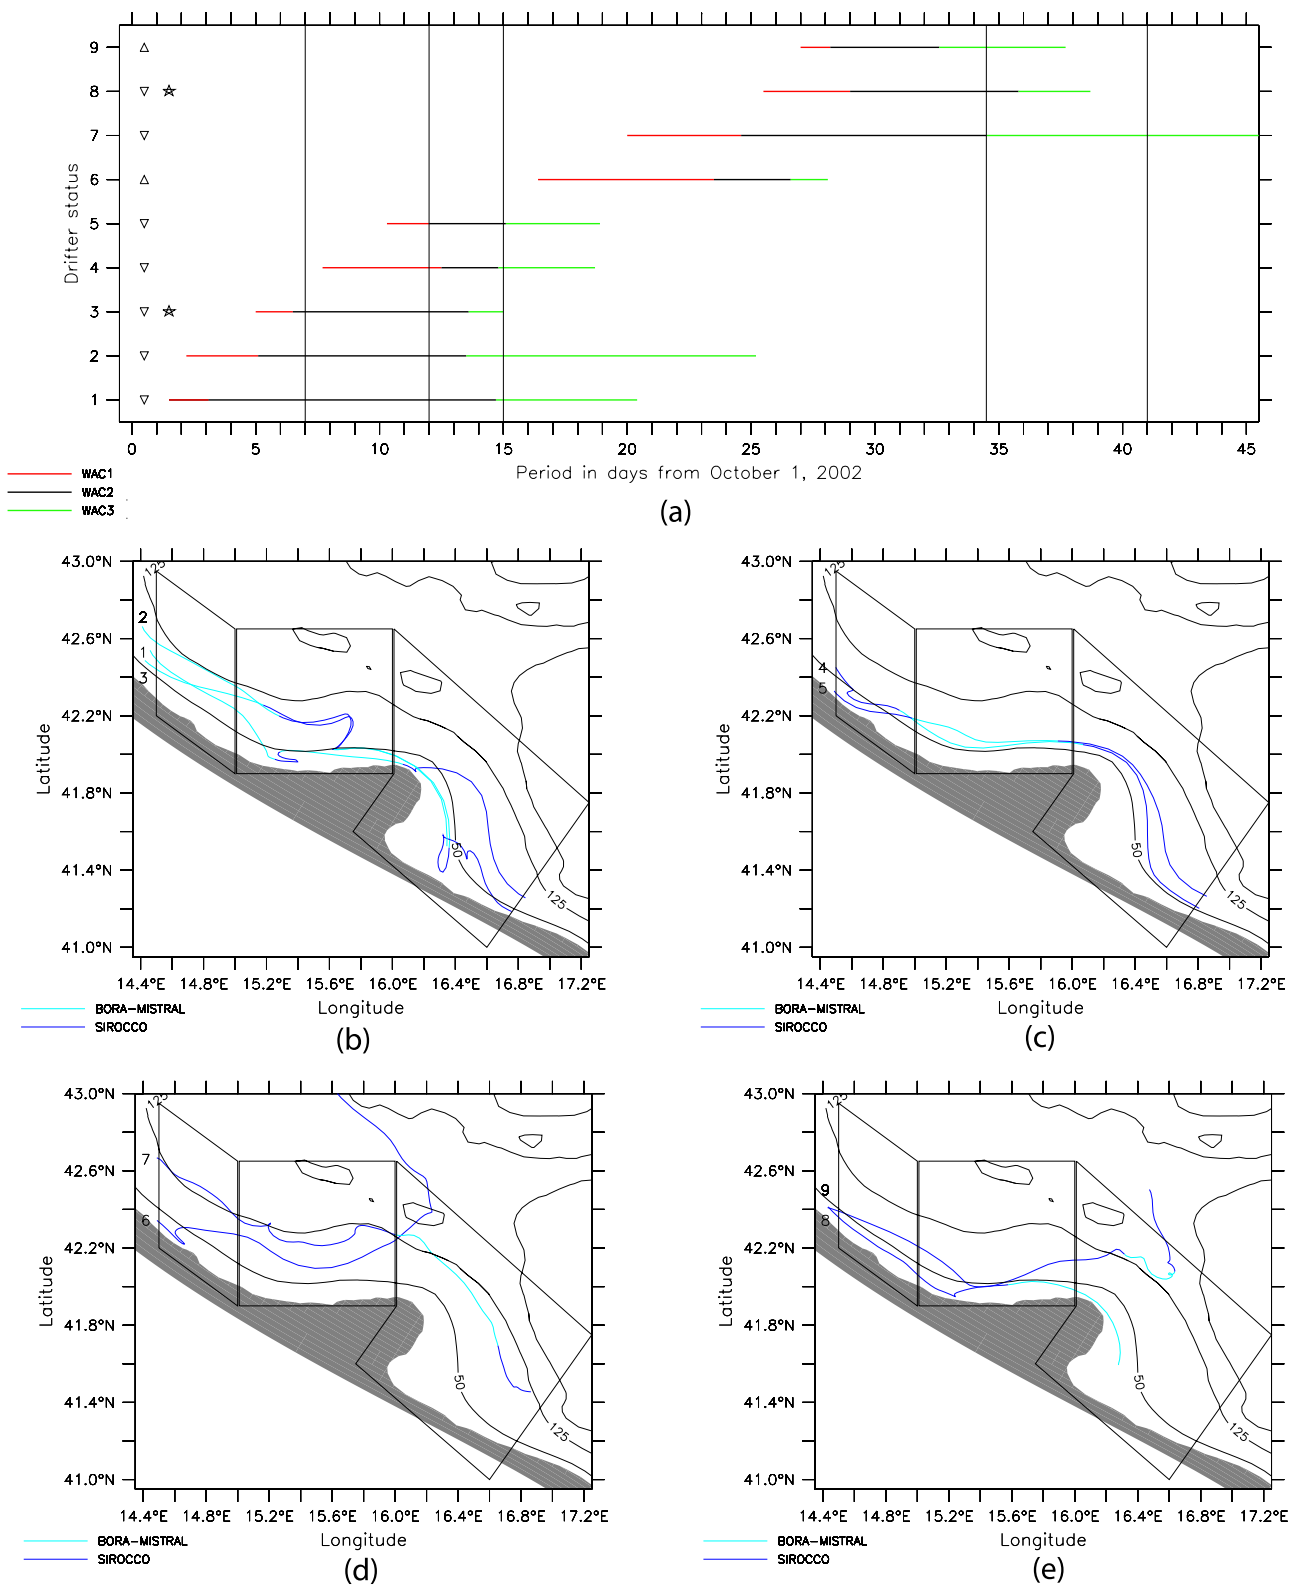 9
8
7
6
5
4
3
2
1
Drifter status
0 5 10 15 20 25 30 35 40 45
Period in days from October 1, 2002
WAC1
WAC2
WAC3
(a)
43.0°N
42.6°N
42.2°N
41.8°N
41.4°N
41.0°N
Latitude
125
2
1
3
50
125
14.4°E 14.8°E 15.2°E 15.6°E 16.0°E 16.4°E 16.8°E 17.2°E
Longitude
BORA-MISTRAL
SIROCCO
(b)
43.0°N
42.6°N
42.2°N
41.8°N
41.4°N
41.0°N
Latitude
125
4
5
50
125
14.4°E 14.8°E 15.2°E 15.6°E 16.0°E 16.4°E 16.8°E 17.2°E
Longitude
BORA-MISTRAL
SIROCCO
(c)
43.0°N
42.6°N
42.2°N
41.8°N
41.4°N
41.0°N
Latitude
125
7
6
50
125
14.4°E 14.8°E 15.2°E 15.6°E 16.0°E 16.4°E 16.8°E 17.2°E
Longitude
BORA-MISTRAL
SIROCCO
(d)
43.0°N
42.6°N
42.2°N
41.8°N
41.4°N
41.0°N
Latitude
125
9
8
50
125
14.4°E 14.8°E 15.2°E 15.6°E 16.0°E 16.4°E 16.8°E 17.2°E
Longitude
BORA-MISTRAL
SIROCCO
(e)